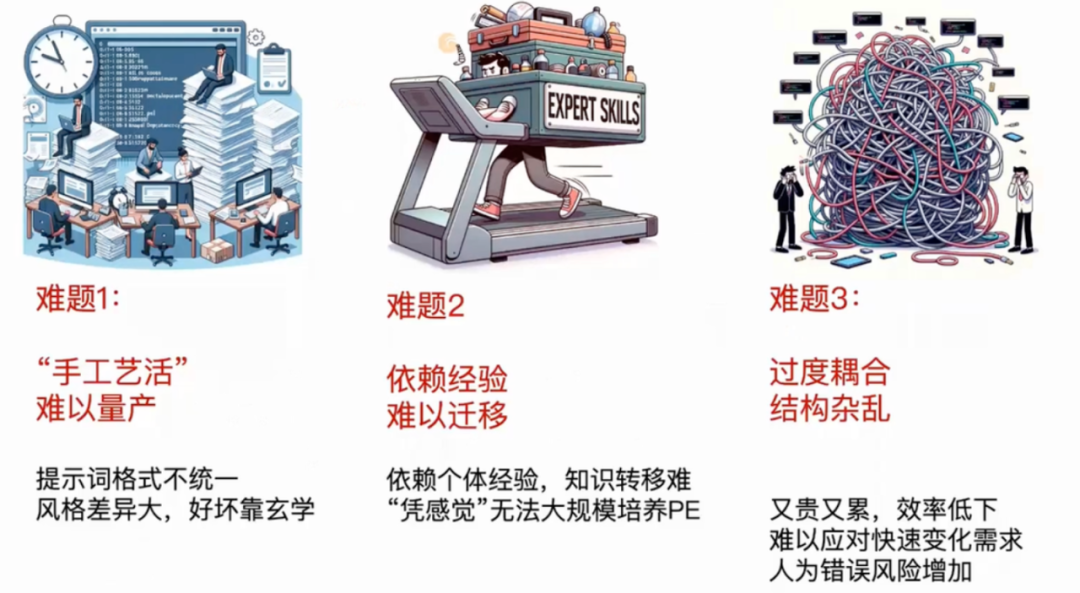 EXPERT SKILLS
难题1：
“手工艺活”
难以量产
提示词格式不统一
风格差异大，好坏靠玄学
难题2
依赖经验
难以迁移
依赖个体经验，知识转移难
“凭感觉”无法大规模培养PE
难题3：
过度耦合
结构杂乱
又贵又累，效率低下
难以应对快速变化需求
人为错误风险增加